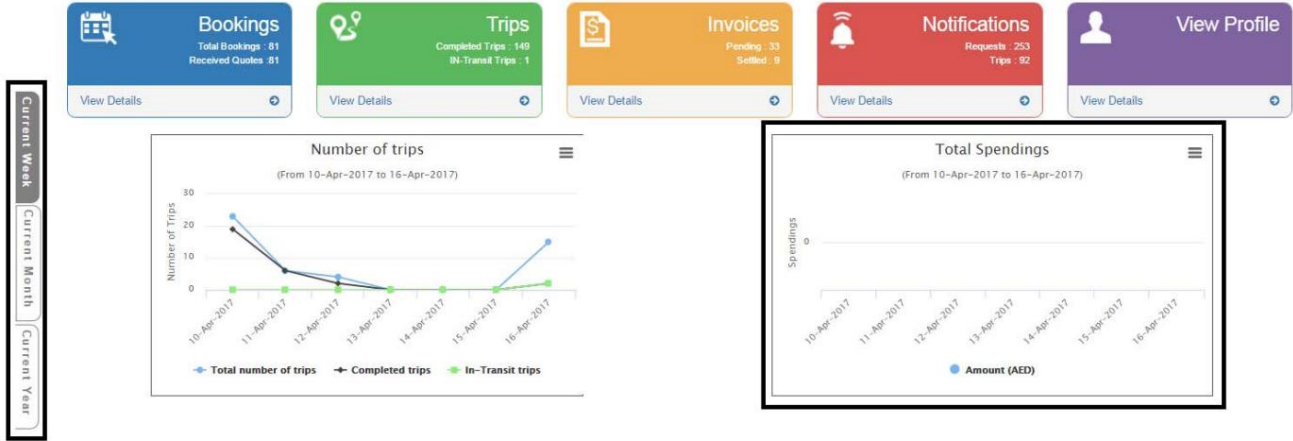 Bookings
Total Bookings : 81
Received Quotes :81
View Details
Trips
Completed Trips : 149
IN-Transit Trips : 1
View Details
Invoices
Pending : 33
Settled : 9
View Details
Notifications
Requests : 253
Trips : 92
View Details
View Profile
View Details
Current Week
Current Month
Current Year
Number of trips
(From 10-Apr-2017 to 16-Apr-2017)
Number of Trips
30
20
10
0
10-Apr-2017
11-Apr-2017
12-Apr-2017
13-Apr-2017
14-Apr-2017
15-Apr-2017
16-Apr-2017
Total number of trips
Completed trips
In-Transit trips
Total Spendings
(From 10-Apr-2017 to 16-Apr-2017)
Spendings
0
10-Apr-2017
11-Apr-2017
12-Apr-2017
13-Apr-2017
14-Apr-2017
15-Apr-2017
16-Apr-2017
Amount (AED)